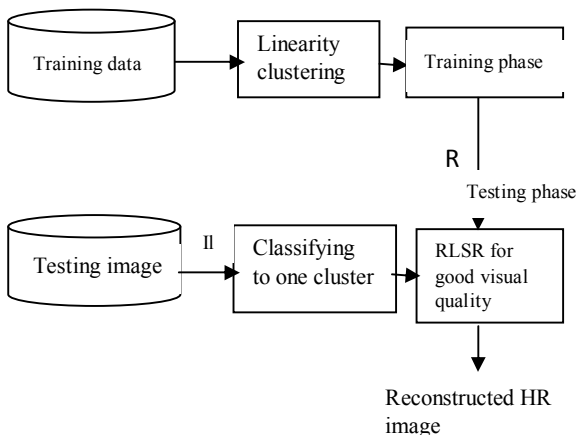 Training data
Linearity
clustering
Training phase
R
Testing phase
Testing image
Il
Classifying
to one cluster
RLSR for
good visual
quality
Reconstructed HR
image